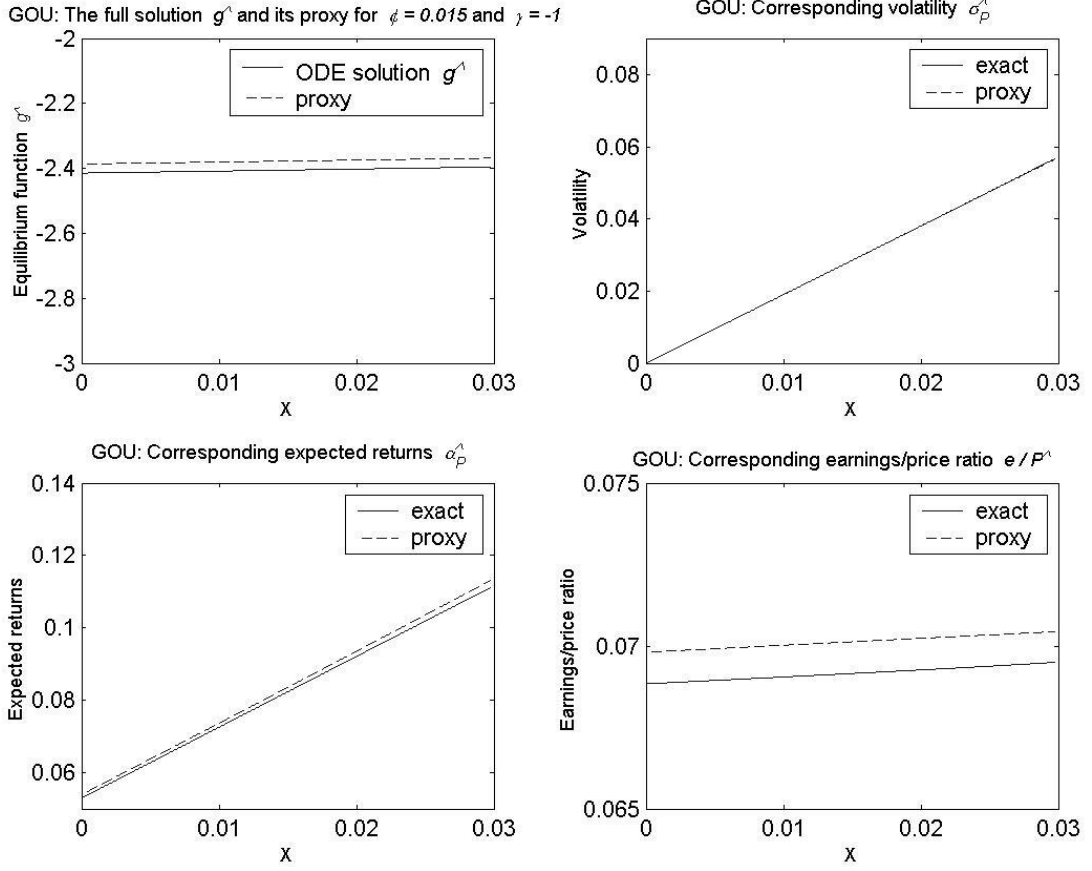 GOU: The full solution g^ and its proxy for ϕ = 0.015 and γ = -1
-2
-2.2
-2.4
-2.6
-2.8
-3
Equilibrium function g^
ODE solution g^
proxy
0 0.01 0.02 0.03
X
GOU: Corresponding volatility σ_P^
0.08
0.06
0.04
0.02
0
Volatility
exact
proxy
0 0.01 0.02 0.03
X
GOU: Corresponding expected returns α_P^
0.14
0.12
0.1
0.08
0.06
Expected returns
exact
proxy
0 0.01 0.02 0.03
X
GOU: Corresponding earnings/price ratio e / P^
0.075
0.07
0.065
Earnings/price ratio
exact
proxy
0 0.01 0.02 0.03
X